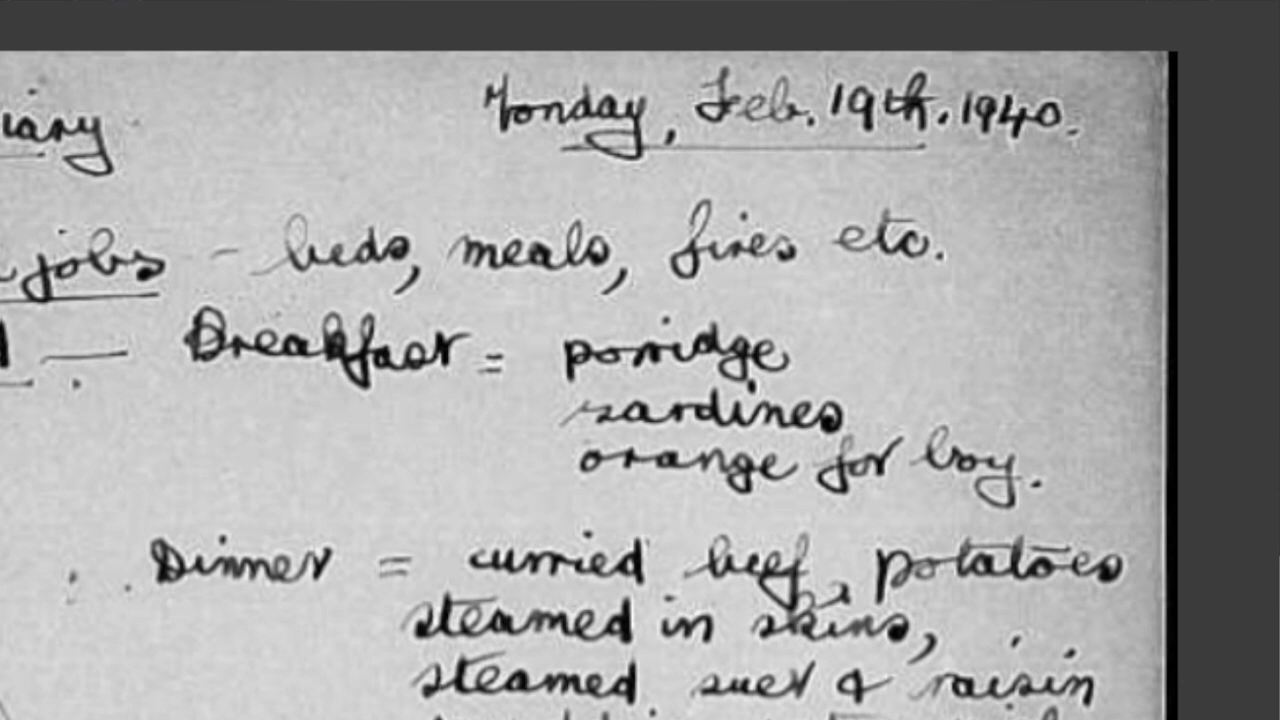 iary Monday, Feb. 19th. 1940.
jobs - beds, meals, fires etc.
— Breakfast = porridge
sardines
orange for boy.
Dinner = curried beef, potatoes
steamed in skins,
steamed suet & raisin